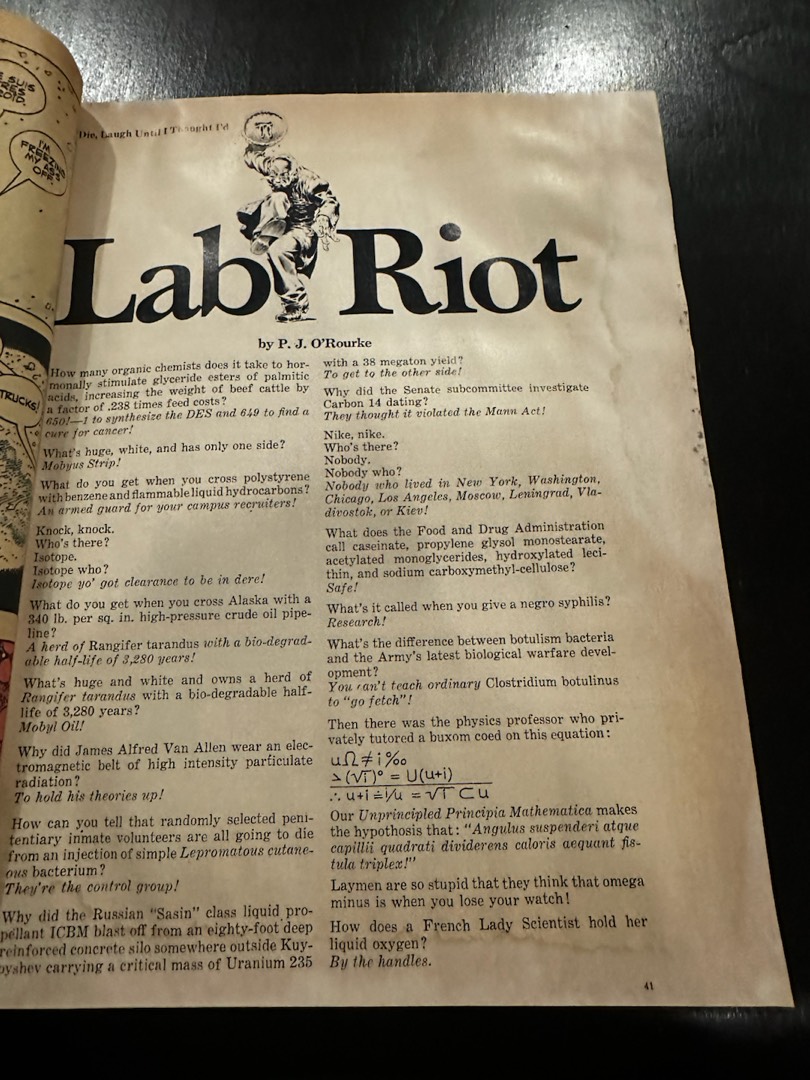 E SUIS
RES
OID.
I'M
FREEZING
MY ASS
OFF.
TRUCKS!
Die, Laugh Until I Thought I'd
Lab Riot
by P. J. O'Rourke
How many organic chemists does it take to hor-
monally stimulate glyceride esters of palmitic
acids, increasing the weight of beef cattle by
a factor of .238 times feed costs?
650!—1 to synthesize the DES and 649 to find a
cure for cancer!
What's huge, white, and has only one side?
Mobyus Strip!
What do you get when you cross polystyrene
with benzene and flammable liquid hydrocarbons?
An armed guard for your campus recruiters!
Knock, knock.
Who's there?
Isotope.
Isotope who?
Isotope yo' got clearance to be in dere!
What do you get when you cross Alaska with a
340 lb. per sq. in. high-pressure crude oil pipe-
line?
A herd of Rangifer tarandus with a bio-degrad-
able half-life of 3,280 years!
What's huge and white and owns a herd of
Rangifer tarandus with a bio-degradable half-
life of 3,280 years?
Mobyl Oil!
Why did James Alfred Van Allen wear an elec-
tromagnetic belt of high intensity particulate
radiation?
To hold his theories up!
How can you tell that randomly selected peni-
tentiary inmate volunteers are all going to die
from an injection of simple Lepromatous cutane-
ous bacterium?
They're the control group!
Why did the Russian "Sasin" class liquid pro-
pellant ICBM blast off from an eighty-foot deep
reinforced concrete silo somewhere outside Kuy-
byshev carrying a critical mass of Uranium 235
with a 38 megaton yield?
To get to the other side!
Why did the Senate subcommittee investigate
Carbon 14 dating?
They thought it violated the Mann Act!
Nike, nike.
Who's there?
Nobody.
Nobody who?
Nobody who lived in New York, Washington,
Chicago, Los Angeles, Moscow, Leningrad, Vla-
divostok, or Kiev!
What does the Food and Drug Administration
call caseinate, propylene glysol monostearate,
acetylated monoglycerides, hydroxylated leci-
thin, and sodium carboxymethyl-cellulose?
Safe!
What's it called when you give a negro syphilis?
Research!
What's the difference between botulism bacteria
and the Army's latest biological warfare devel-
opment?
You can't teach ordinary Clostridium botulinus
to "go fetch"!
Then there was the physics professor who pri-
vately tutored a buxom coed on this equation:
uΩ≠i‰
>(√T)° = U(u+i)
∴ u+i≐i/u = √T⊂u
Our Unprincipled Principia Mathematica makes
the hypothesis that: "Angulus suspenderi atque
capillii quadrati dividerens caloris aequant fis-
tula triplex!"
Laymen are so stupid that they think that omega
minus is when you lose your watch!
How does a French Lady Scientist hold her
liquid oxygen?
By the handles.
41